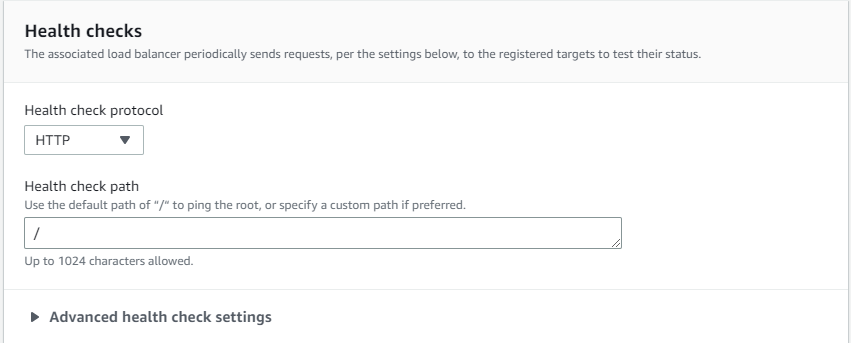 Health checks
The associated load balancer periodically sends requests, per the settings below, to the registered targets to test their status.
Health check protocol
HTTP
Health check path
Use the default path of "/" to ping the root, or specify a custom path if preferred.
/
Up to 1024 characters allowed.
Advanced health check settings